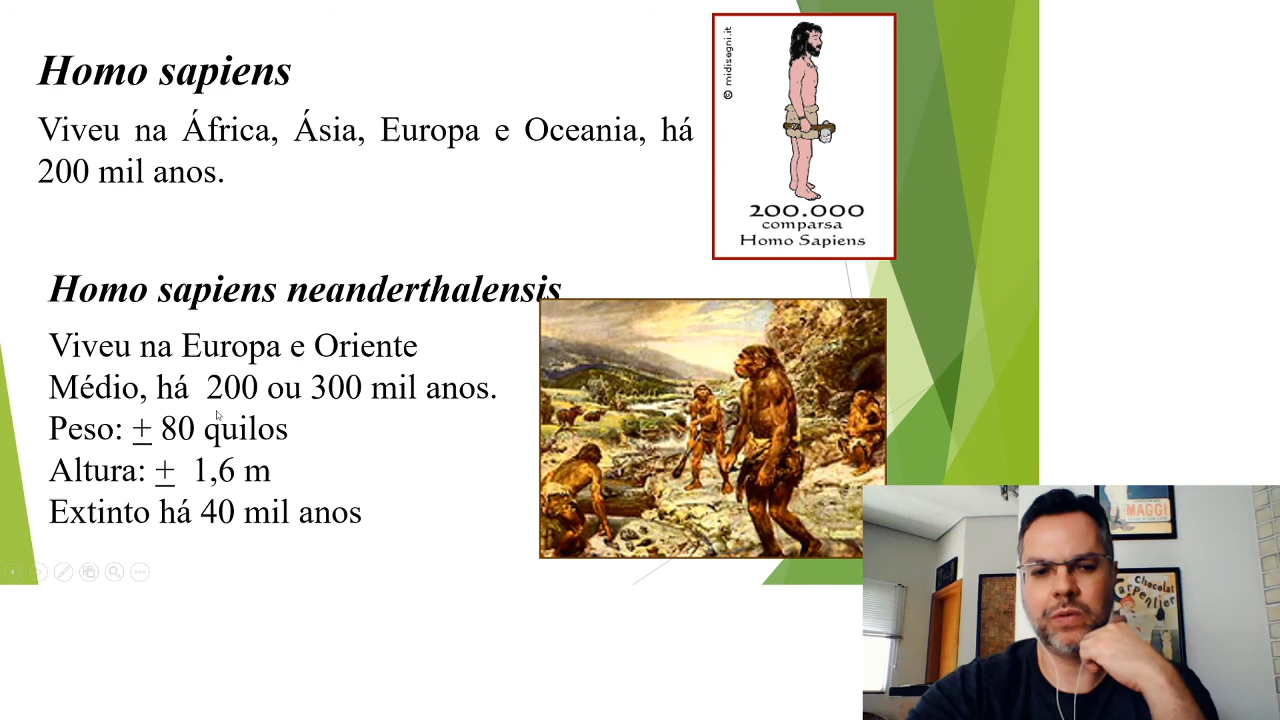 Homo sapiens
Viveu na África, Ásia, Europa e Oceania, há
200 mil anos.
© midisegni.it
200.000
comparsa
Homo Sapiens
Homo sapiens neanderthalensis
Viveu na Europa e Oriente
Médio, há 200 ou 300 mil anos.
Peso: + 80 quilos
Altura: + 1,6 m
Extinto há 40 mil anos
MAGGI
Chocolat
Carpentier